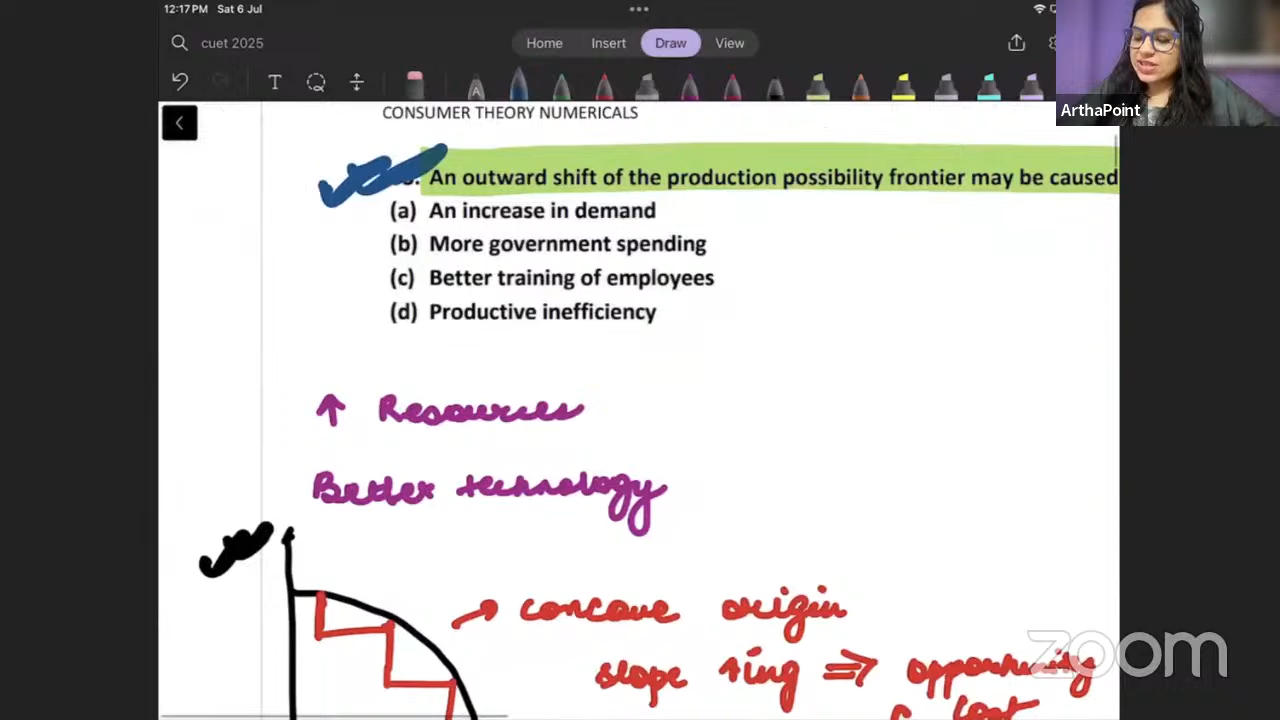 12:17 PM Sat 6 Jul
cuet 2025
Home Insert Draw View
T
A
ArthaPoint
CONSUMER THEORY NUMERICALS
An outward shift of the production possibility frontier may be caused
(a) An increase in demand
(b) More government spending
(c) Better training of employees
(d) Productive inefficiency
↑ Resources
Better technology
→ concave origin
slope ↑ing ⇒ opportunity
cost
zoom